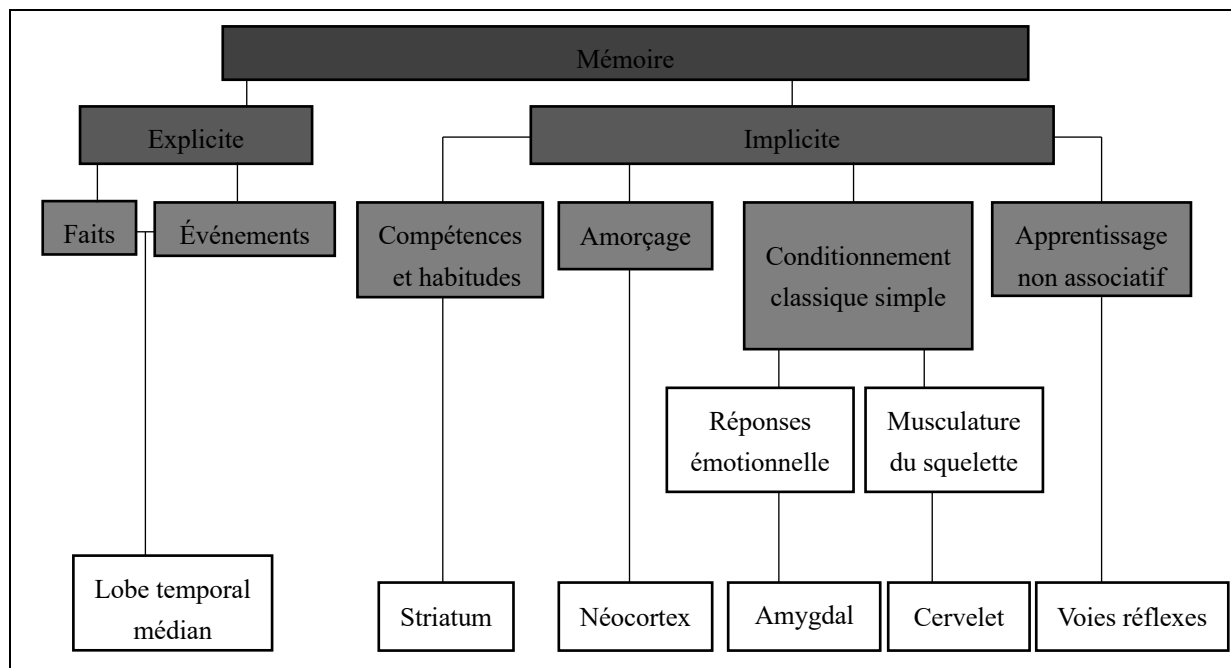 Mémoire
Explicite
Implicite
Faits
Événements
Compétences
et habitudes
Amorçage
Conditionnement
classique simple
Apprentissage
non associatif
Réponses
émotionnelle
Musculature
du squelette
Lobe temporal
médian
Striatum
Néocortex
Amygdal
Cervelet
Voies réflexes